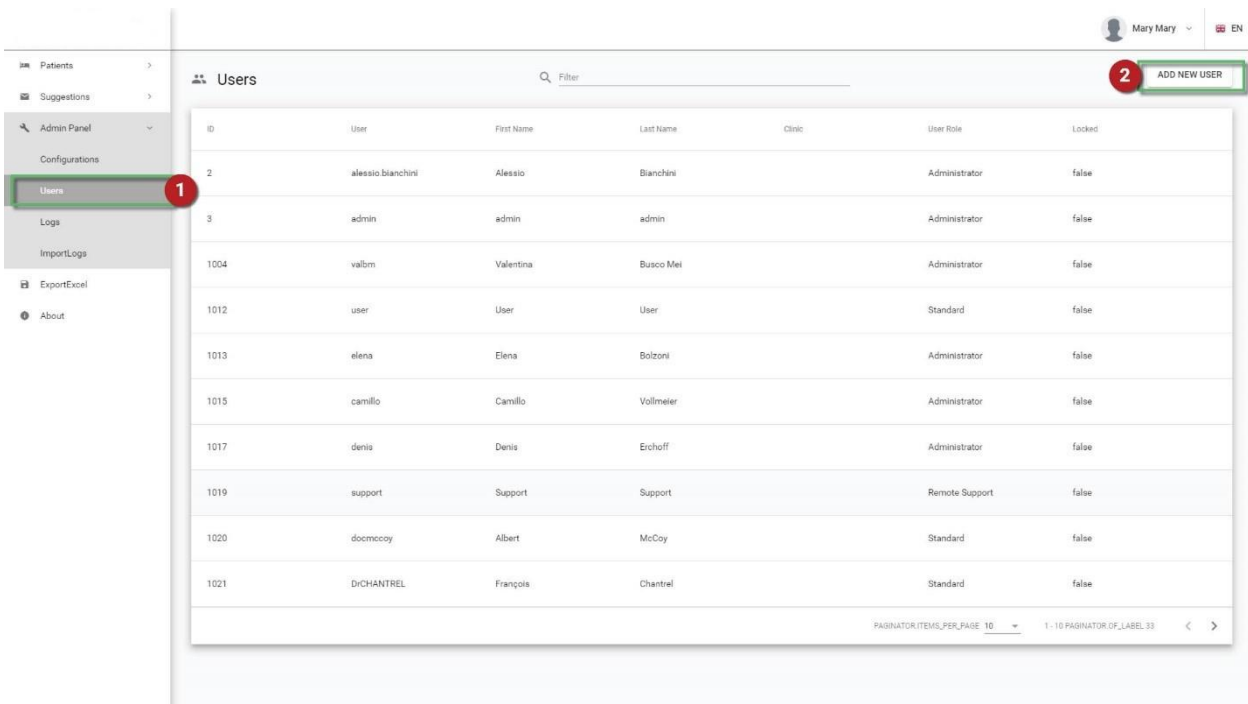 Mary Mary EN
Patients
Suggestions
Admin Panel
Configurations
Users
Logs
ImportLogs
ExportExcel
About
1
Users
Filter
2
ADD NEW USER
ID User First Name Last Name Clinic User Role Locked
2 alessio.bianchini Alessio Bianchini Administrator false
3 admin admin admin Administrator false
1004 valbm Valentina Busco Mei Administrator false
1012 user User User Standard false
1013 elena Elena Bolzoni Administrator false
1015 camillo Camillo Vollmeier Administrator false
1017 denis Denis Erchoff Administrator false
1019 support Support Support Remote Support false
1020 docmccoy Albert McCoy Standard false
1021 DrCHANTREL François Chantrel Standard false
PAGINATOR.ITEMS_PER_PAGE 10 1 - 10 PAGINATOR.OF_LABEL 33